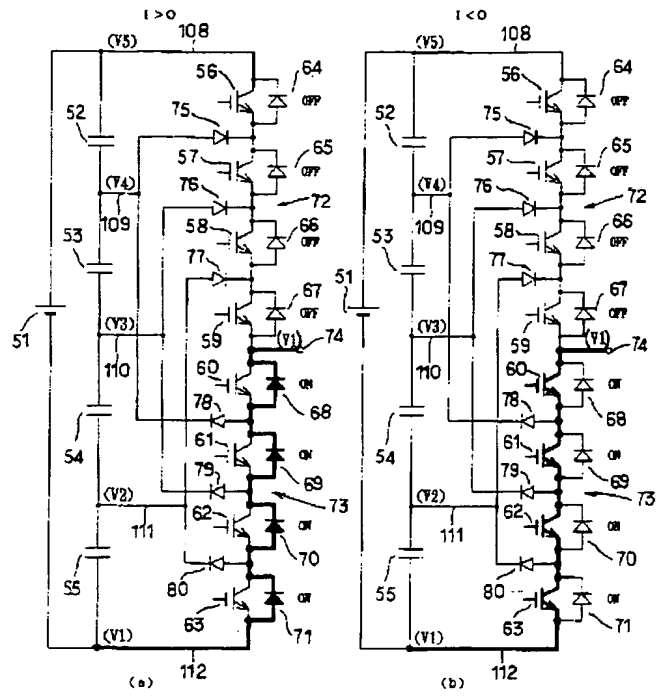 I>0
I<0
(V5)
108
56
64
OFF
52
75
57
65
OFF
(V4)
76
72
109
58
66
OFF
53
77
67
51
59
OFF
(V3)
(V1)
74
110
60
ON
68
78
54
61
ON
79
69
73
(V2)
62
ON
111
70
80
55
ON
63
71
(V1)
112
(a)
(V5)
108
56
64
OFF
52
75
57
65
OFF
(V4)
76
72
109
58
66
OFF
53
77
67
51
59
OFF
(V3)
(V1)
74
110
60
ON
68
78
54
61
ON
79
69
73
(V2)
62
ON
111
70
80
55
ON
63
71
(V1)
112
(b)